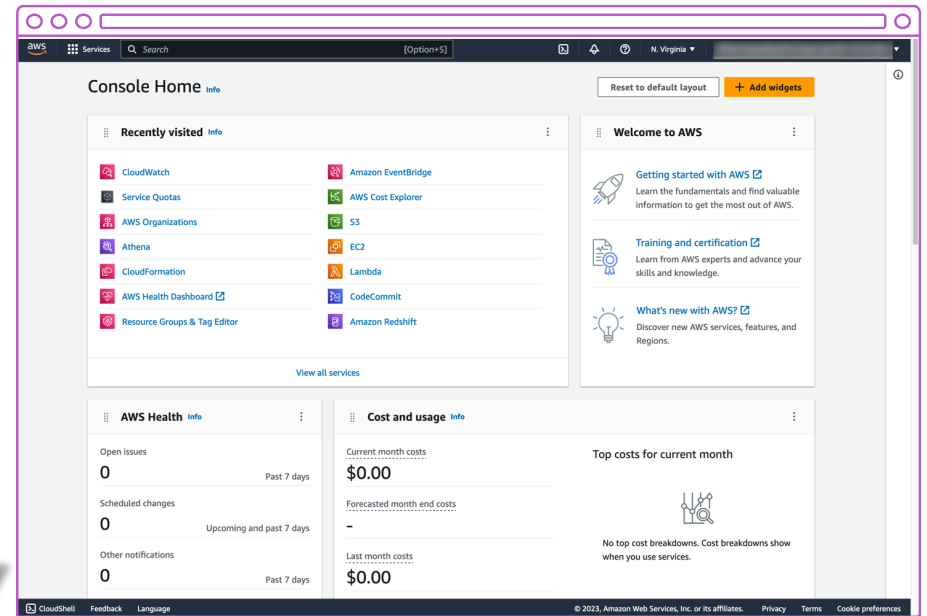 aws
Services
Search
[Option+S]
N. Virginia
Console Home Info
Reset to default layout
+ Add widgets
Recently visited Info
CloudWatch
Service Quotas
AWS Organizations
Athena
CloudFormation
AWS Health Dashboard
Resource Groups & Tag Editor
Amazon EventBridge
AWS Cost Explorer
S3
EC2
Lambda
CodeCommit
Amazon Redshift
View all services
Welcome to AWS
Getting started with AWS
Learn the fundamentals and find valuable
information to get the most out of AWS.
Training and certification
Learn from AWS experts and advance your
skills and knowledge.
What's new with AWS?
Discover new AWS services, features, and
Regions.
AWS Health Info
Open issues
0
Past 7 days
Scheduled changes
0
Upcoming and past 7 days
Other notifications
0
Past 7 days
Cost and usage Info
Current month costs
$0.00
Forecasted month end costs
-
Last month costs
$0.00
Top costs for current month
No top cost breakdowns. Cost breakdowns show
when you use services.
CloudShell
Feedback
Language
© 2023, Amazon Web Services, Inc. or its affiliates.
Privacy
Terms
Cookie preferences